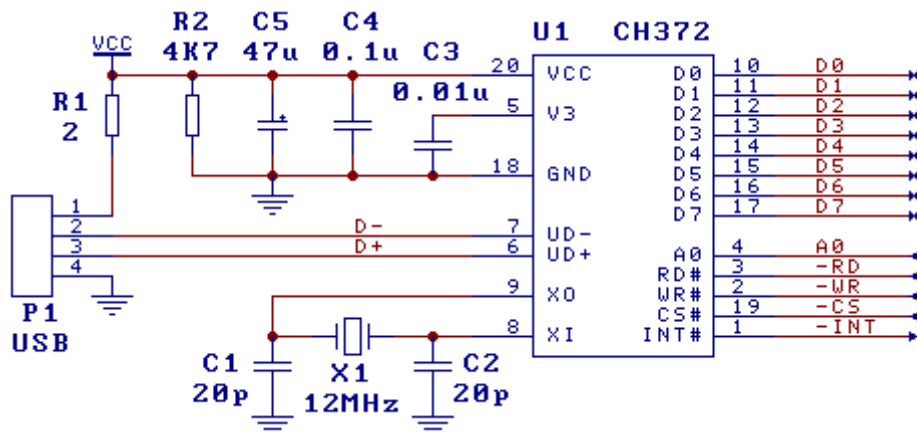 R2 C5 C4 U1 CH372
VCC 4K7 47u 0.1u C3
20 VCC D0 10 D0
R1 0.01u D1 11 D1
2 5 V3 D2 12 D2
D3 13 D3
D4 14 D4
18 GND D5 15 D5
D6 16 D6
1 D7 17 D7
2 D- 7 UD-
3 D+ 6 UD+ A0 4 A0
4 RD# 3 -RD
9 XO WR# 2 -WR
P1 CS# 19 -CS
USB 8 XI INT# 1 -INT
C1 X1 C2
20p 12MHz 20p